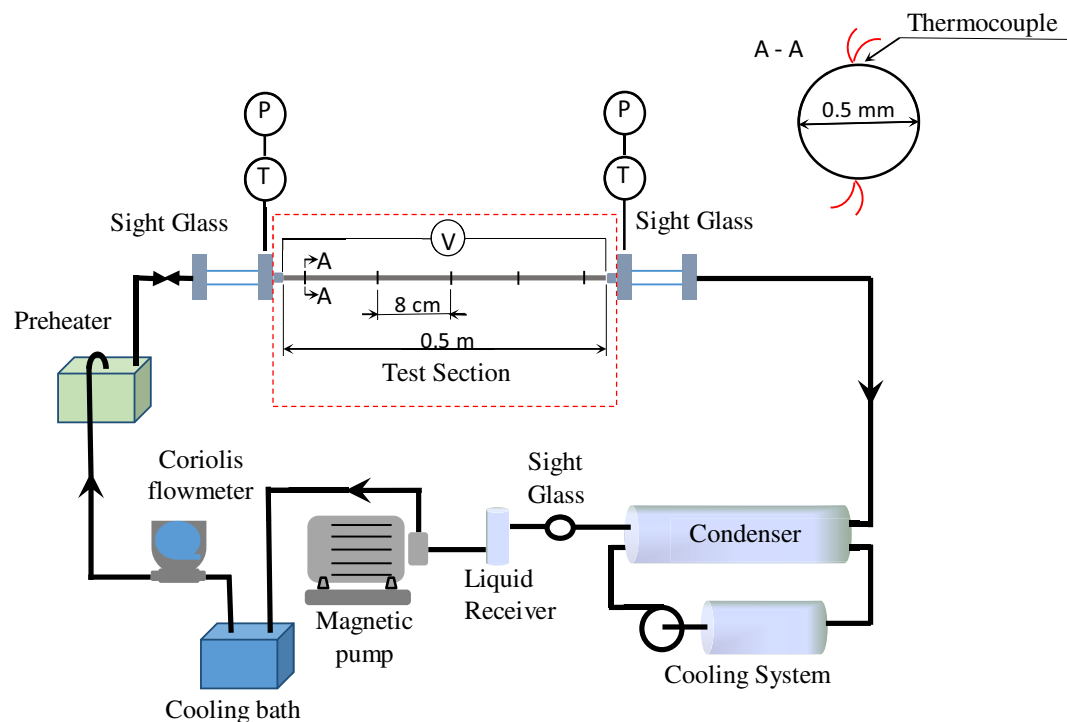 Thermocouple
A - A
0.5 mm
P
P
T
T
Sight Glass
Sight Glass
V
A
A
8 cm
0.5 m
Test Section
Preheater
Coriolis
flowmeter
Sight
Glass
Condenser
Liquid
Receiver
Magnetic
pump
Cooling System
Cooling bath